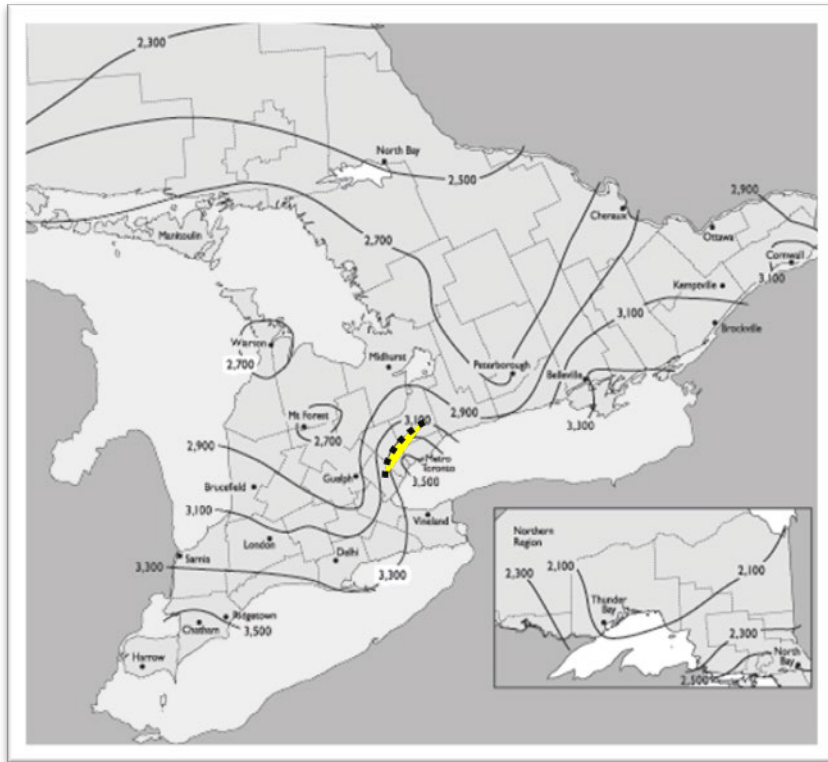 2,300
North Bay
2,500
2,900
Cheraux
Ottawa
Manitoulin
2,700
Cornwall
3,100
Kemptville
3,100
Brockville
Wiarson
Midhurst
2,700
Peterborough
Belleville
Mt Forest
2,900
3,100
2,700
3,300
2,900
Metro
Toronto
Guelph
3,500
Brucefield
3,100
Vineland
London
Delhi
Sarnia
3,300
3,300
Ridgetown
Chatham
3,500
Harrow
Northern
Region
2,100
2,300
2,100
Thunder
Bay
2,300
North
Bay
2,500